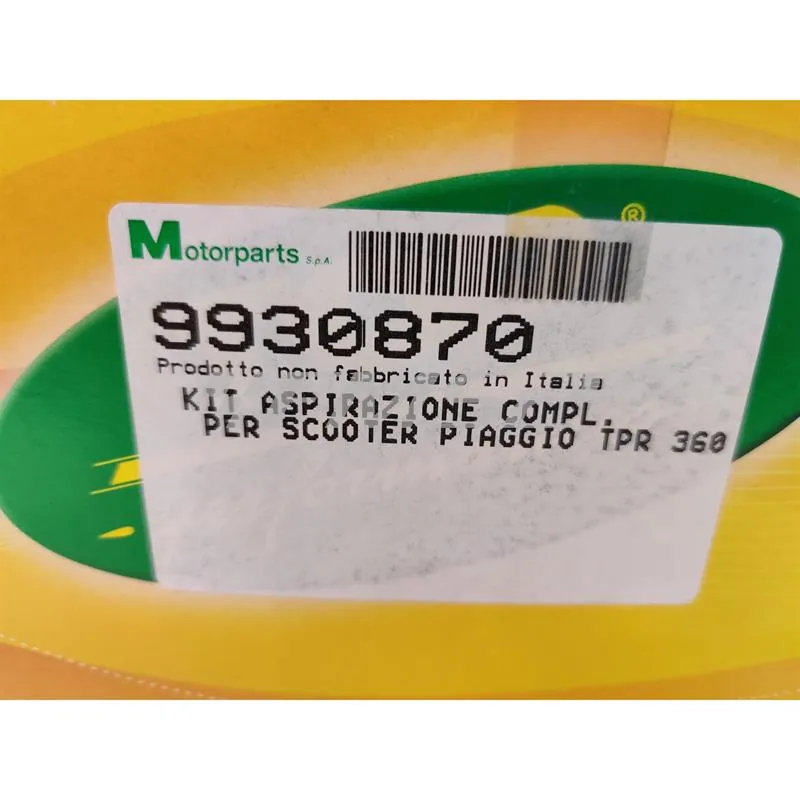 ®
Motorparts S.p.A.
9930870
Prodotto non fabbricato in Italia
KIT ASPIRAZIONE COMPL.
PER SCOOTER PIAGGIO TPR 360